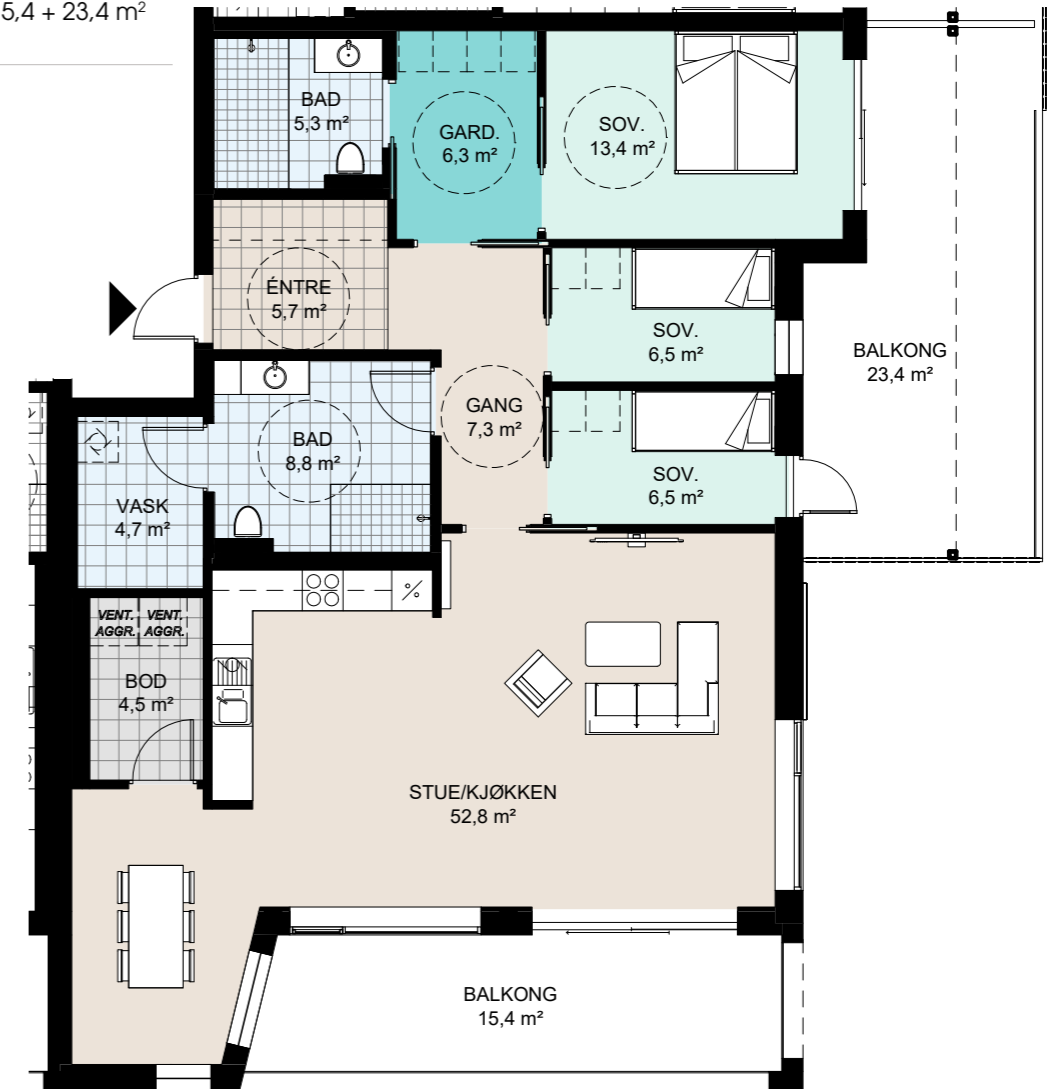 5,4 + 23,4 m²
BAD
5,3 m²
GARD.
6,3 m²
SOV.
13,4 m²
ÉNTRE
5,7 m²
SOV.
6,5 m²
BALKONG
23,4 m²
GANG
7,3 m²
BAD
8,8 m²
SOV.
6,5 m²
VASK
4,7 m²
VENT. VENT.
AGGR. AGGR.
BOD
4,5 m²
STUE/KJØKKEN
52,8 m²
BALKONG
15,4 m²